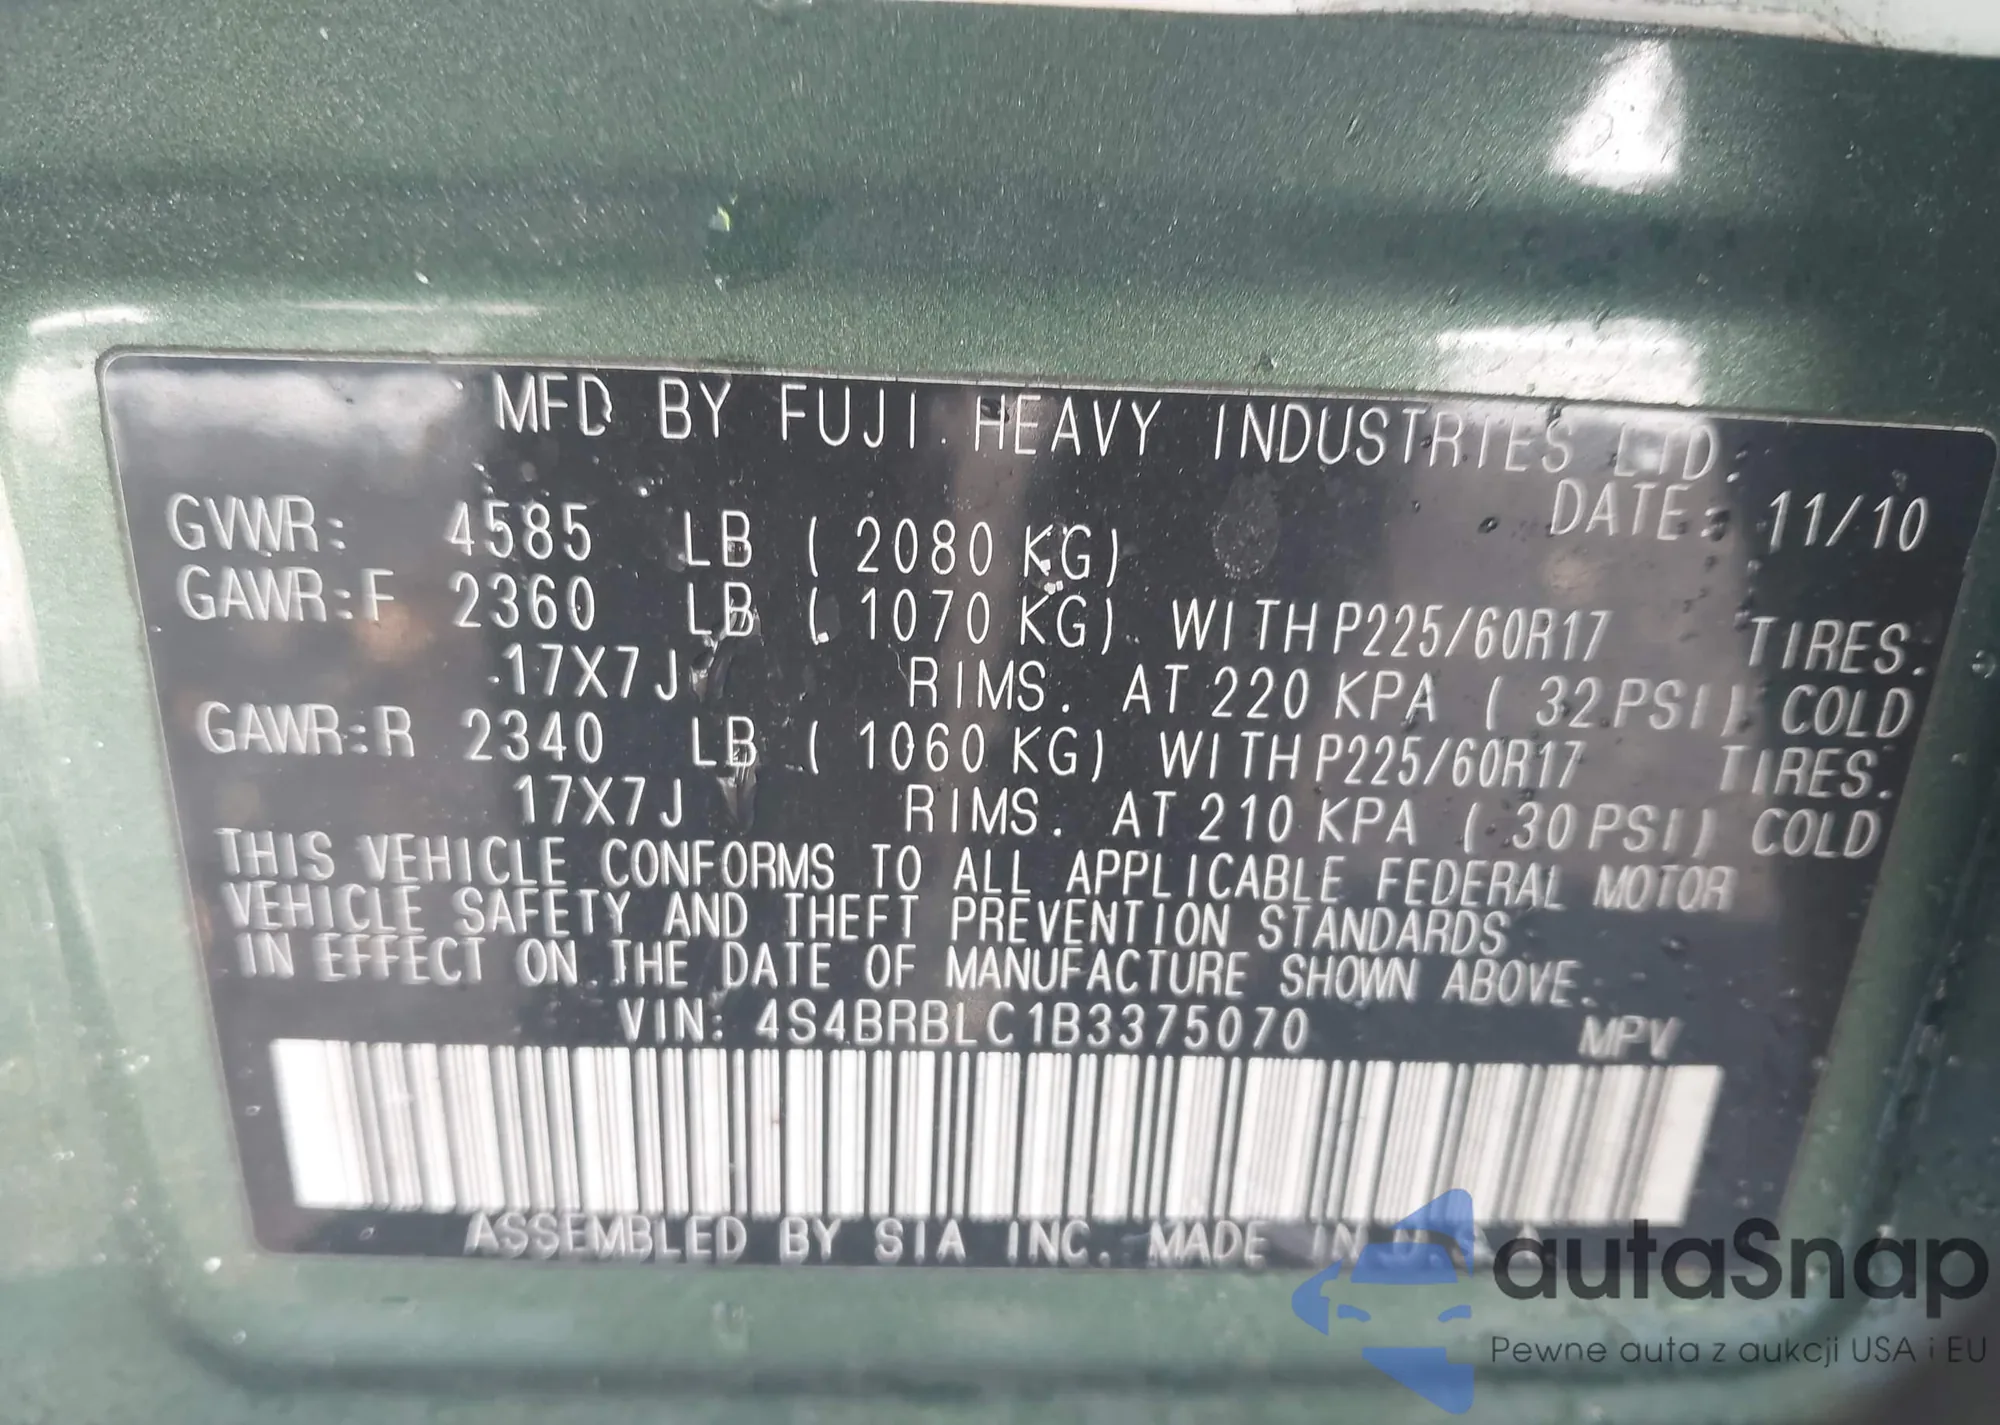 MFD BY FUJI HEAVY INDUSTRIES LTD.
DATE: 11/10
GVWR: 4585 LB ( 2080 KG)
GAWR:F 2360 LB ( 1070 KG) WITH P225/60R17 TIRES.
17X7J RIMS. AT 220 KPA ( 32 PSI) COLD
GAWR:R 2340 LB ( 1060 KG) WITH P225/60R17 TIRES.
17X7J RIMS. AT 210 KPA ( 30 PSI) COLD
THIS VEHICLE CONFORMS TO ALL APPLICABLE FEDERAL MOTOR
VEHICLE SAFETY AND THEFT PREVENTION STANDARDS
IN EFFECT ON THE DATE OF MANUFACTURE SHOWN ABOVE.
VIN: 4S4BRBLC1B3375070 MPV
ASSEMBLED BY SIA INC. MADE IN U.S.A
autaSnap
Pewne auta z aukcji USA i EU